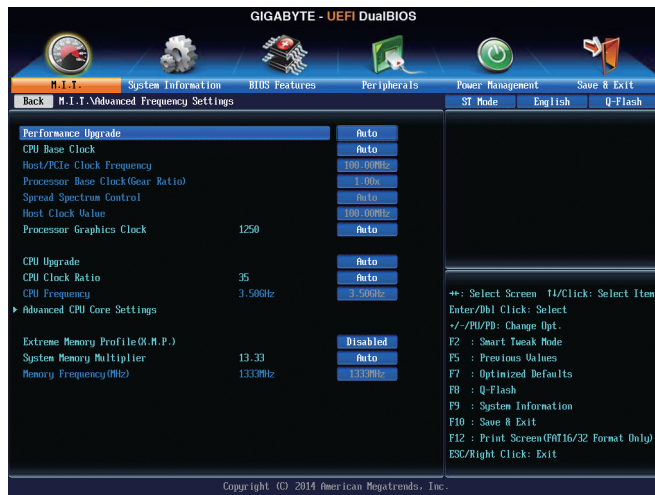 GIGABYTE - UEFI DualBIOS
M.I.T. System Information BIOS Features Peripherals Power Management Save & Exit
Back M.I.T.\Advanced Frequency Settings ST Mode English Q-Flash
Performance Upgrade Auto
CPU Base Clock Auto
Host/PCIe Clock Frequency 100.00MHz
Processor Base Clock(Gear Ratio) 1.00x
Spread Spectrum Control Auto
Host Clock Value 100.00MHz
Processor Graphics Clock 1250 Auto
CPU Upgrade Auto
CPU Clock Ratio 35 Auto
CPU Frequency 3.50GHz 3.50GHz
Advanced CPU Core Settings
Extreme Memory Profile(X.M.P.) Disabled
System Memory Multiplier 13.33 Auto
Memory Frequency(MHz) 1333MHz 1333MHz
→←: Select Screen ↑↓/Click: Select Item
Enter/Dbl Click: Select
+/-/PU/PD: Change Opt.
F2 : Smart Tweak Mode
F5 : Previous Values
F7 : Optimized Defaults
F8 : Q-Flash
F9 : System Information
F10 : Save & Exit
F12 : Print Screen(FAT16/32 Format Only)
ESC/Right Click: Exit
Copyright (C) 2014 American Megatrends, Inc.